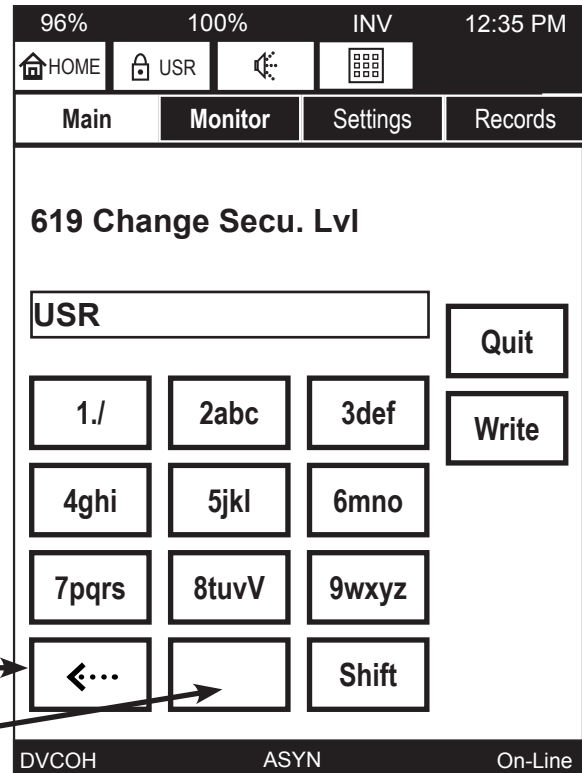 96% 100% INV 12:35 PM
HOME USR
Main Monitor Settings Records
619 Change Secu. Lvl
USR
Quit
1./ 2abc 3def
Write
4ghi 5jkl 6mno
7pqrs 8tuvV 9wxyz
Shift
DVCOH ASYN On-Line